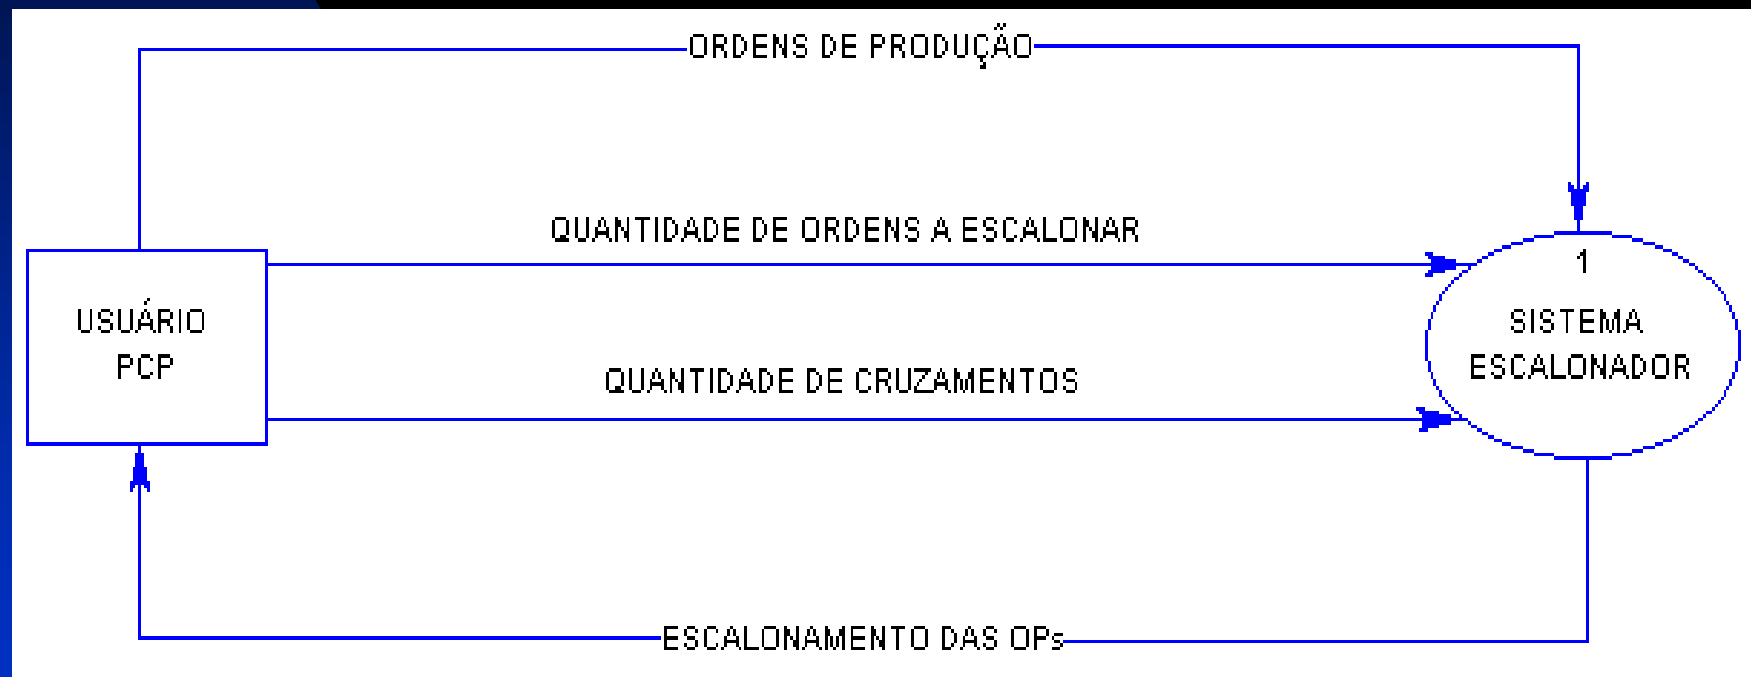 ORDENS DE PRODUÇÃO
QUANTIDADE DE ORDENS A ESCALONAR
1
USUÁRIO
PCP
SISTEMA
ESCALONADOR
QUANTIDADE DE CRUZAMENTOS
ESCALONAMENTO DAS OPs